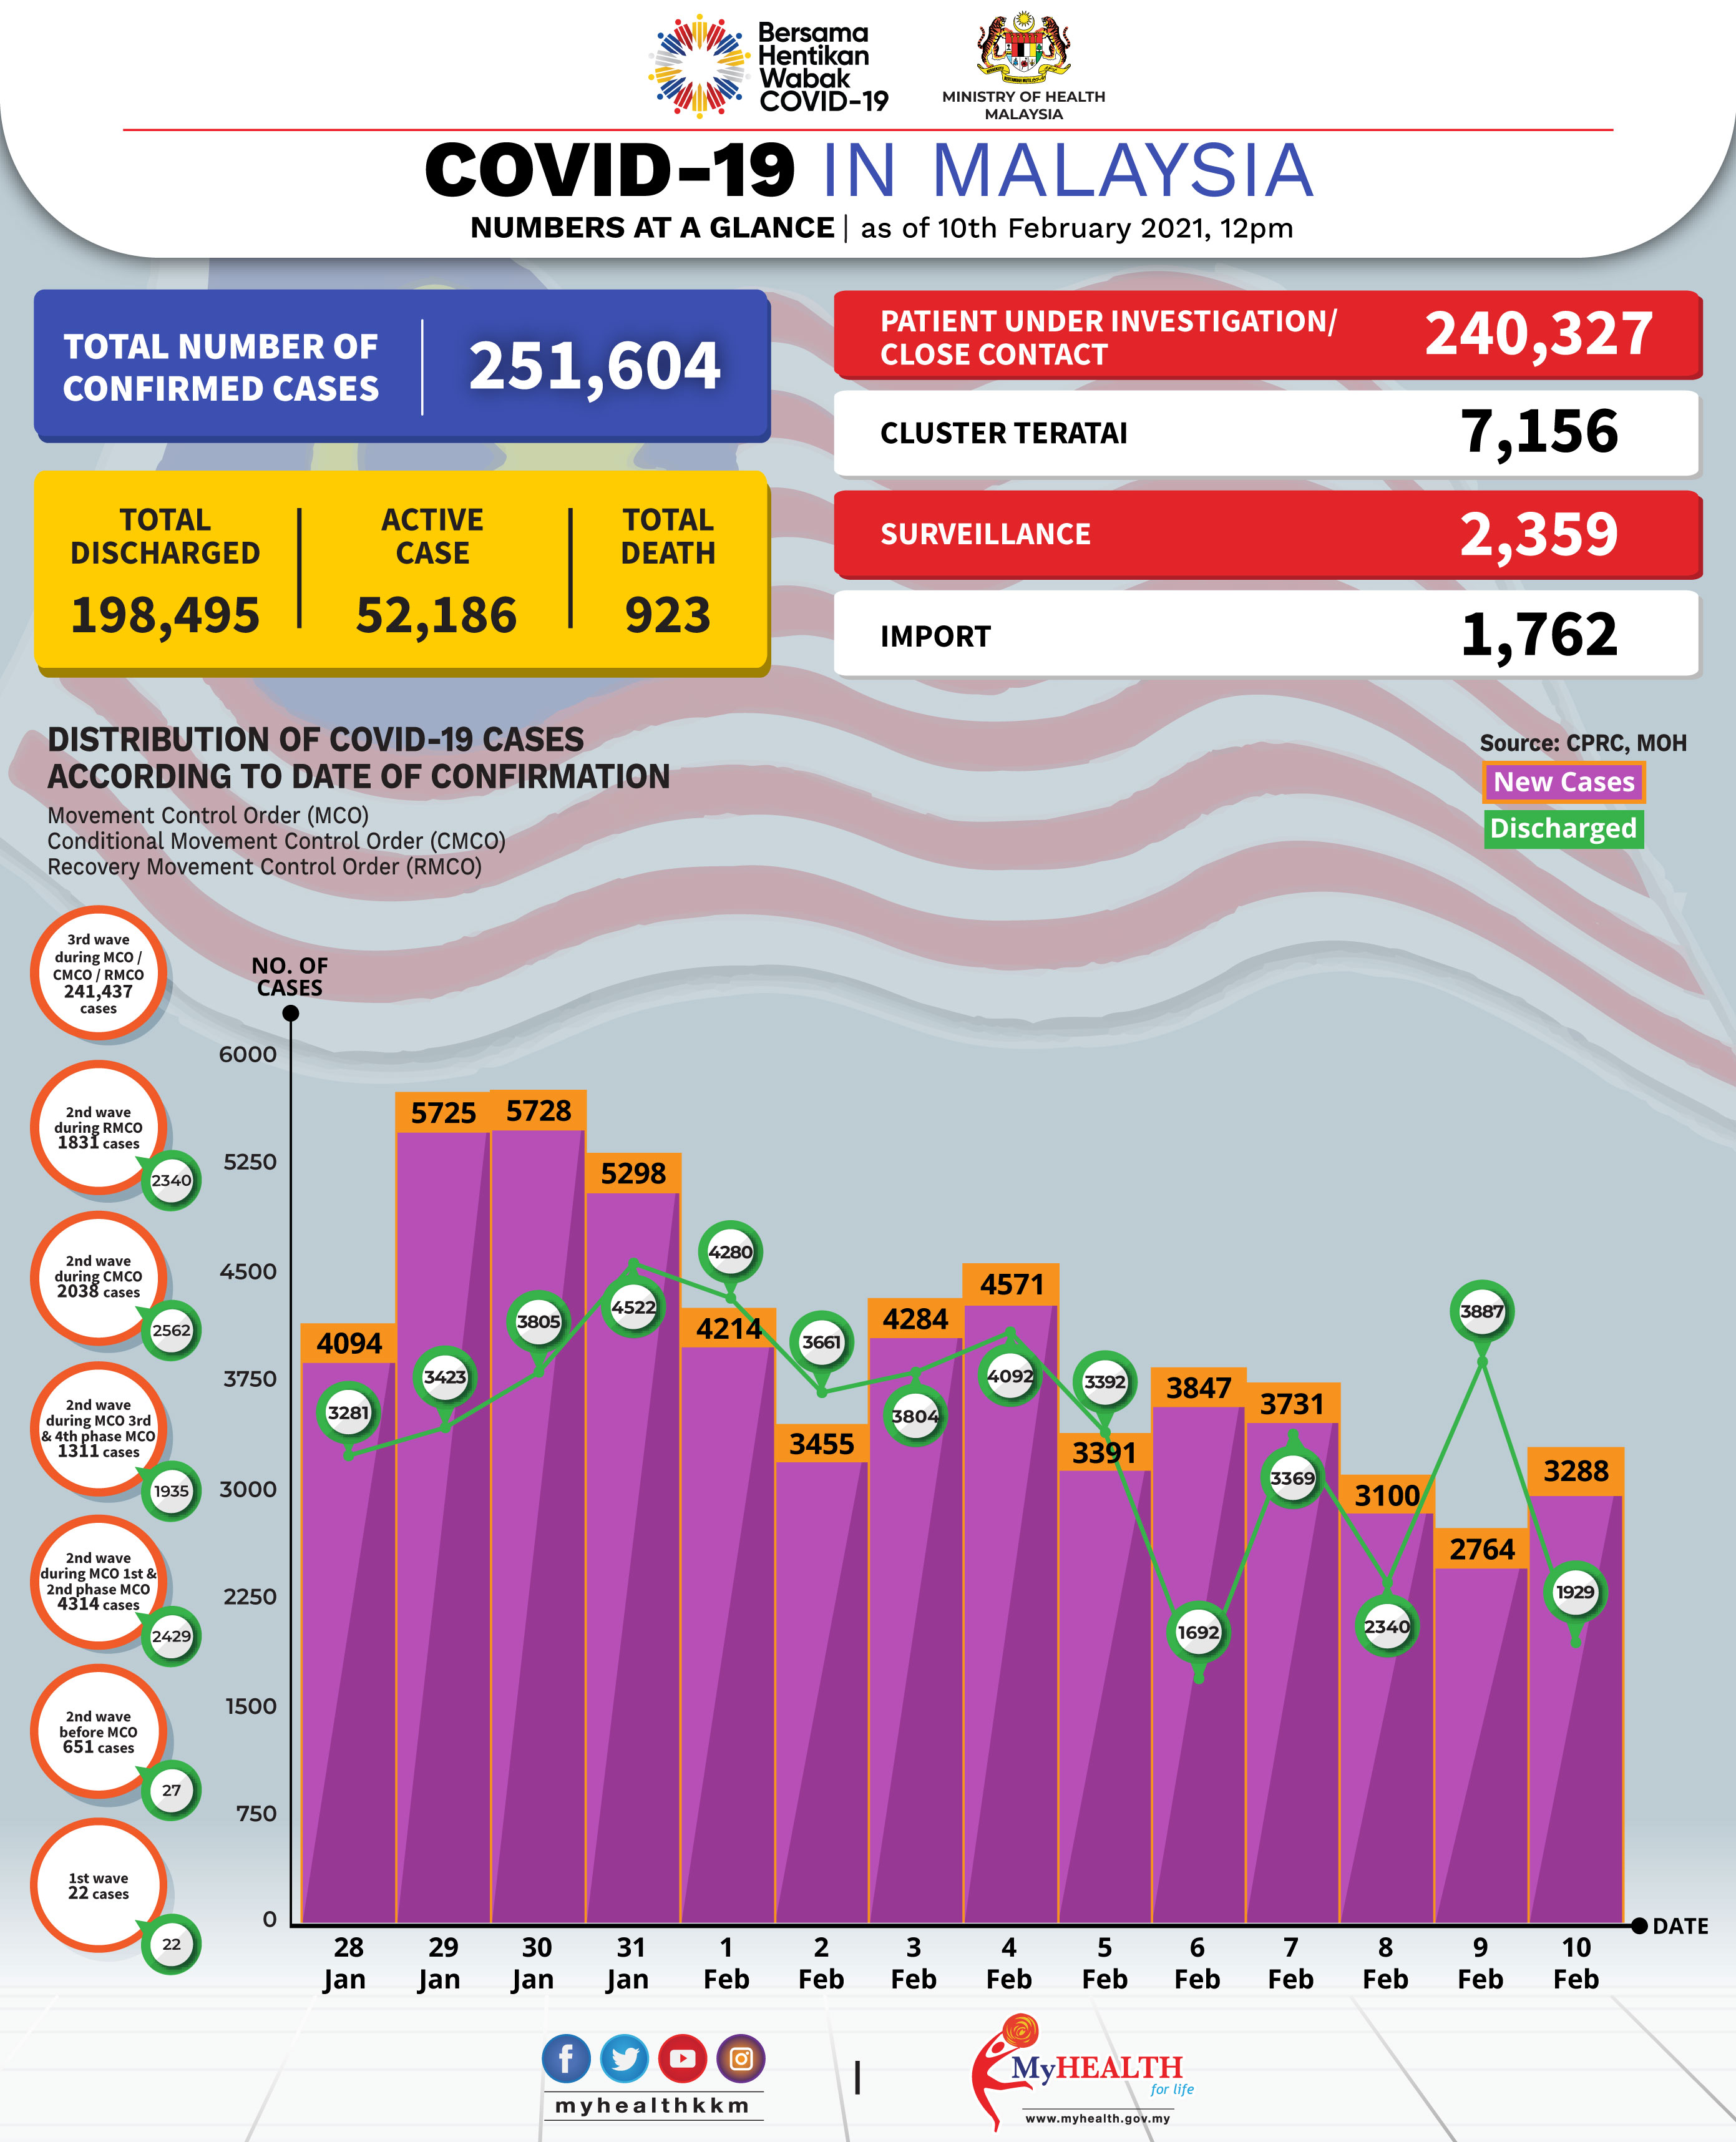 Bersama
Hentikan
Wabak
COVID-19
MINISTRY OF HEALTH
MALAYSIA
COVID-19 IN MALAYSIA
NUMBERS AT A GLANCE | as of 10th February 2021, 12pm
TOTAL NUMBER OF
CONFIRMED CASES
251,604
TOTAL
DISCHARGED
198,495
ACTIVE
CASE
52,186
TOTAL
DEATH
923
PATIENT UNDER INVESTIGATION/
CLOSE CONTACT
240,327
CLUSTER TERATAI
7,156
SURVEILLANCE
2,359
IMPORT
1,762
DISTRIBUTION OF COVID-19 CASES
ACCORDING TO DATE OF CONFIRMATION
Movement Control Order (MCO)
Conditional Movement Control Order (CMCO)
Recovery Movement Control Order (RMCO)
Source: CPRC, MOH
New Cases
Discharged
3rd wave
during MCO /
CMCO / RMCO
241,437
cases
2nd wave
during RMCO
1831 cases
2340
2nd wave
during CMCO
2038 cases
2562
2nd wave
during MCO 3rd
& 4th phase MCO
1311 cases
1935
2nd wave
during MCO 1st &
2nd phase MCO
4314 cases
2429
2nd wave
before MCO
651 cases
27
1st wave
22 cases
22
NO. OF
CASES
6000
5250
4500
3750
3000
2250
1500
750
0
4094
5725
5728
5298
4214
3455
4284
4571
3391
3847
3731
3100
2764
3288
3281
3423
3805
4522
4280
3661
3804
4092
3392
1692
3369
2340
3887
1929
28
Jan
29
Jan
30
Jan
31
Jan
1
Feb
2
Feb
3
Feb
4
Feb
5
Feb
6
Feb
7
Feb
8
Feb
9
Feb
10
Feb
DATE
myhealthkkm
MyHEALTH
for life
www.myhealth.gov.my